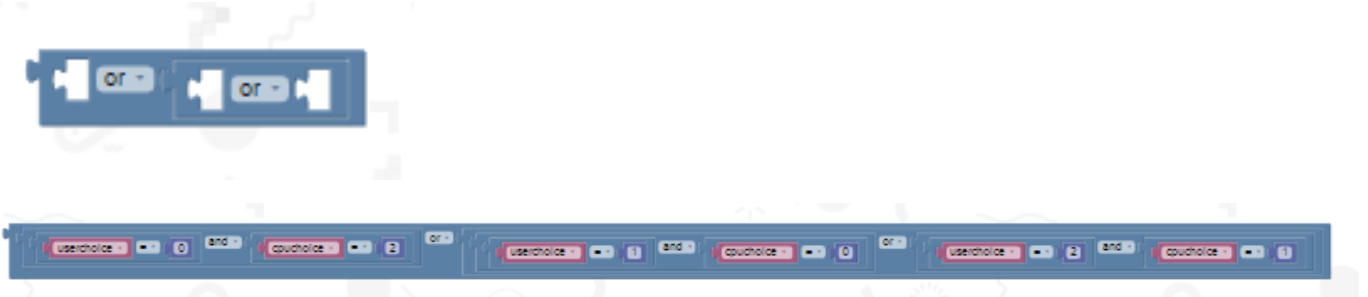 or or
userchoice = 0 and cpuchoice = 2 or userchoice = 1 and cpuchoice = 0 or userchoice = 2 and cpuchoice = 1